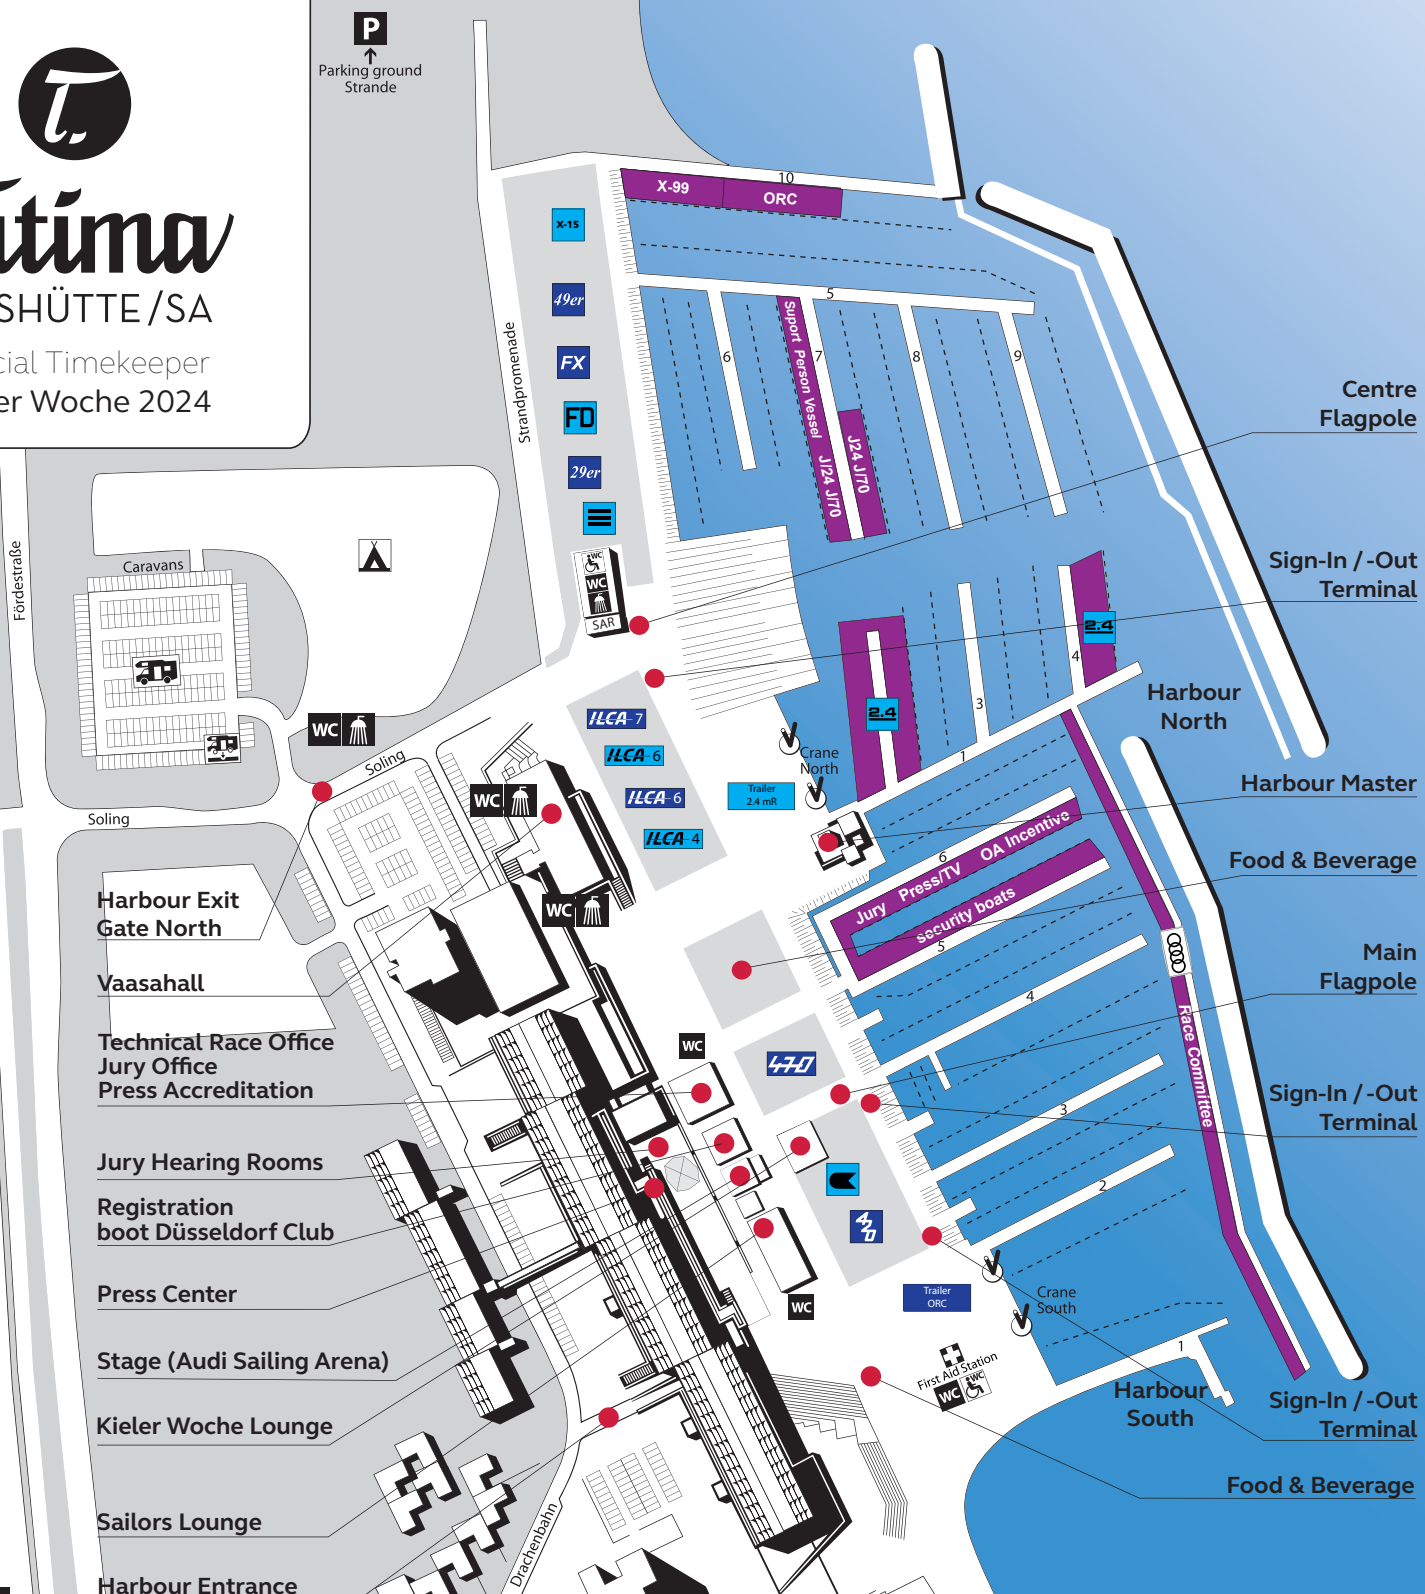 P
Parking ground
Strande
T.
SHÜTTE/SA
cial Timekeeper
er Woche 2024
10
X-99
ORC
X-15
49er
FX
FD
29er
Strandpromenade
5
6
7
8
9
Suport Person Vessel J/24 J/70
J24 J/70
Centre
Flagpole
Sign-In / -Out
Terminal
Fördestraße
Caravans
WC
WC
SAR
2.4
2.4
4
3
1
Harbour
North
WC
Soling
Soling
ILCA-7
ILCA-6
ILCA-6
ILCA-4
Crane
North
Trailer
2.4 mR
WC
WC
Harbour Master
Food & Beverage
6
Jury Press/TV OA Incentive
security boats
5
Main
Flagpole
4
Race Committee
Harbour Exit
Gate North
Vaasahall
Technical Race Office
Jury Office
Press Accreditation
WC
470
Sign-In / -Out
Terminal
3
2
Jury Hearing Rooms
Registration
boot Düsseldorf Club
420
Press Center
Trailer
ORC
WC
Crane
South
1
Stage (Audi Sailing Arena)
First Aid Station
WC
WC
Harbour
South
Sign-In / -Out
Terminal
Kieler Woche Lounge
Food & Beverage
Sailors Lounge
Drachenbahn
Harbour Entrance